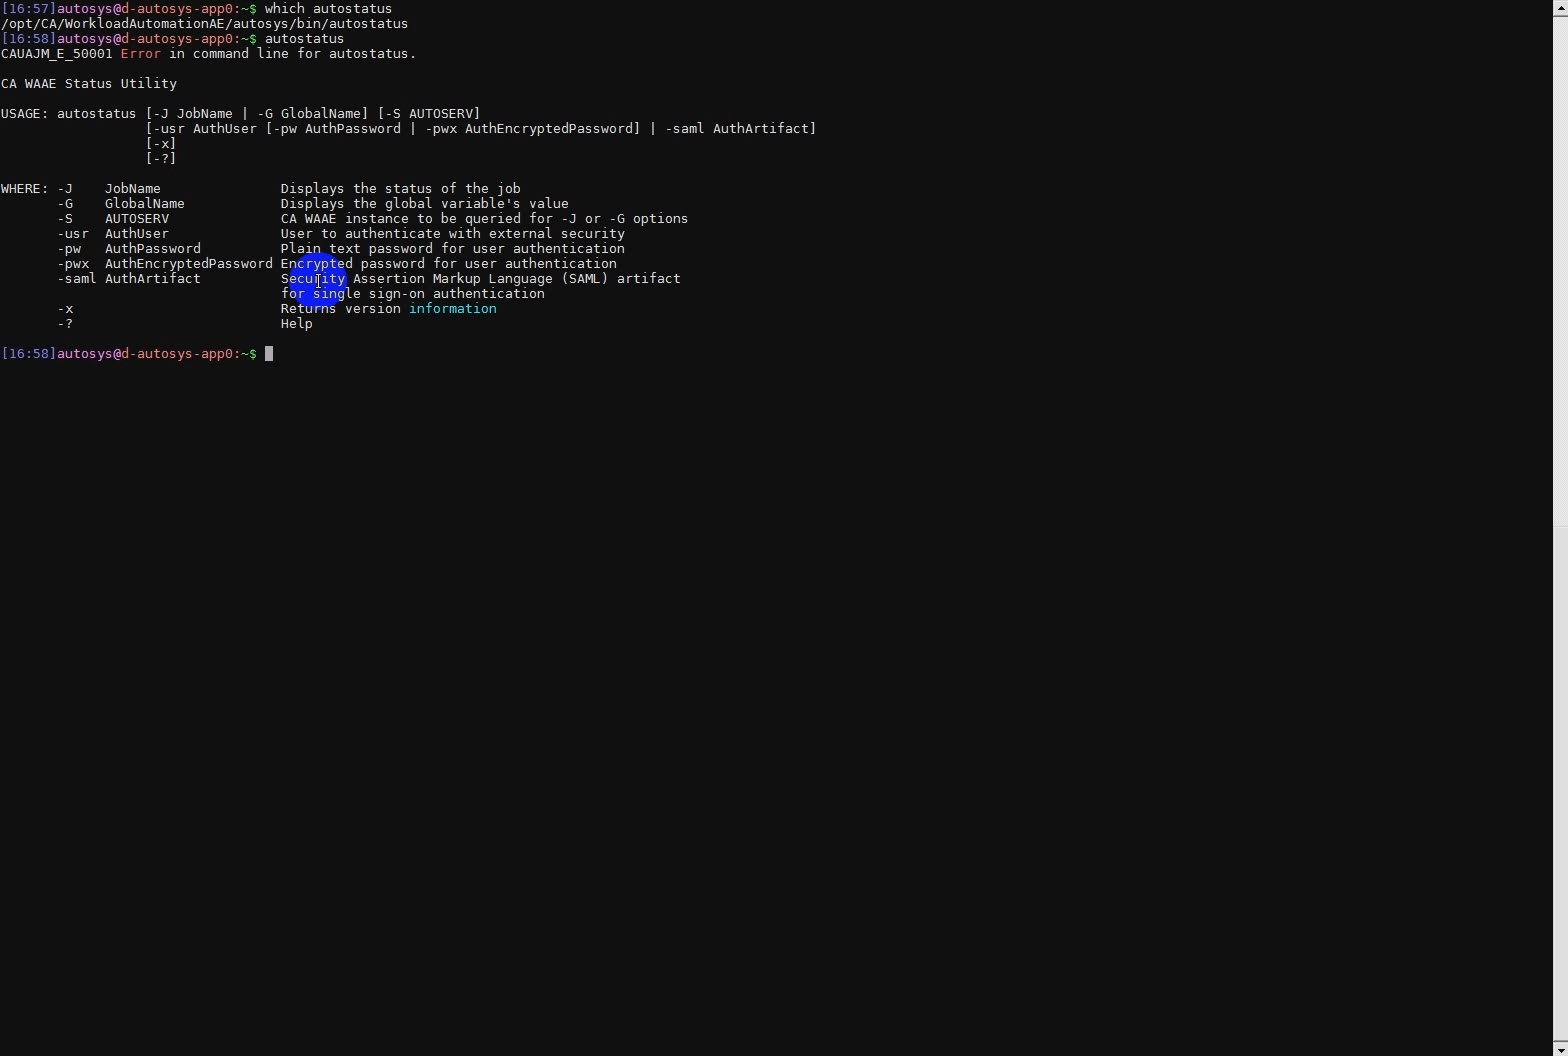 [16:57]autosys@d-autosys-app0:~$ which autostatus
/opt/CA/WorkloadAutomationAE/autosys/bin/autostatus
[16:58]autosys@d-autosys-app0:~$ autostatus
CAUAJM_E_50001 Error in command line for autostatus.

CA WAAE Status Utility

USAGE: autostatus [-J JobName | -G GlobalName] [-S AUTOSERV]
                  [-usr AuthUser [-pw AuthPassword | -pwx AuthEncryptedPassword] | -saml AuthArtifact]
                  [-x]
                  [-?]

WHERE: -J    JobName               Displays the status of the job
       -G    GlobalName            Displays the global variable's value
       -S    AUTOSERV              CA WAAE instance to be queried for -J or -G options
       -usr  AuthUser              User to authenticate with external security
       -pw   AuthPassword          Plain text password for user authentication
       -pwx  AuthEncryptedPassword Encrypted password for user authentication
       -saml AuthArtifact          Security Assertion Markup Language (SAML) artifact
                                   for single sign-on authentication
       -x                          Returns version information
       -?                          Help

[16:58]autosys@d-autosys-app0:~$